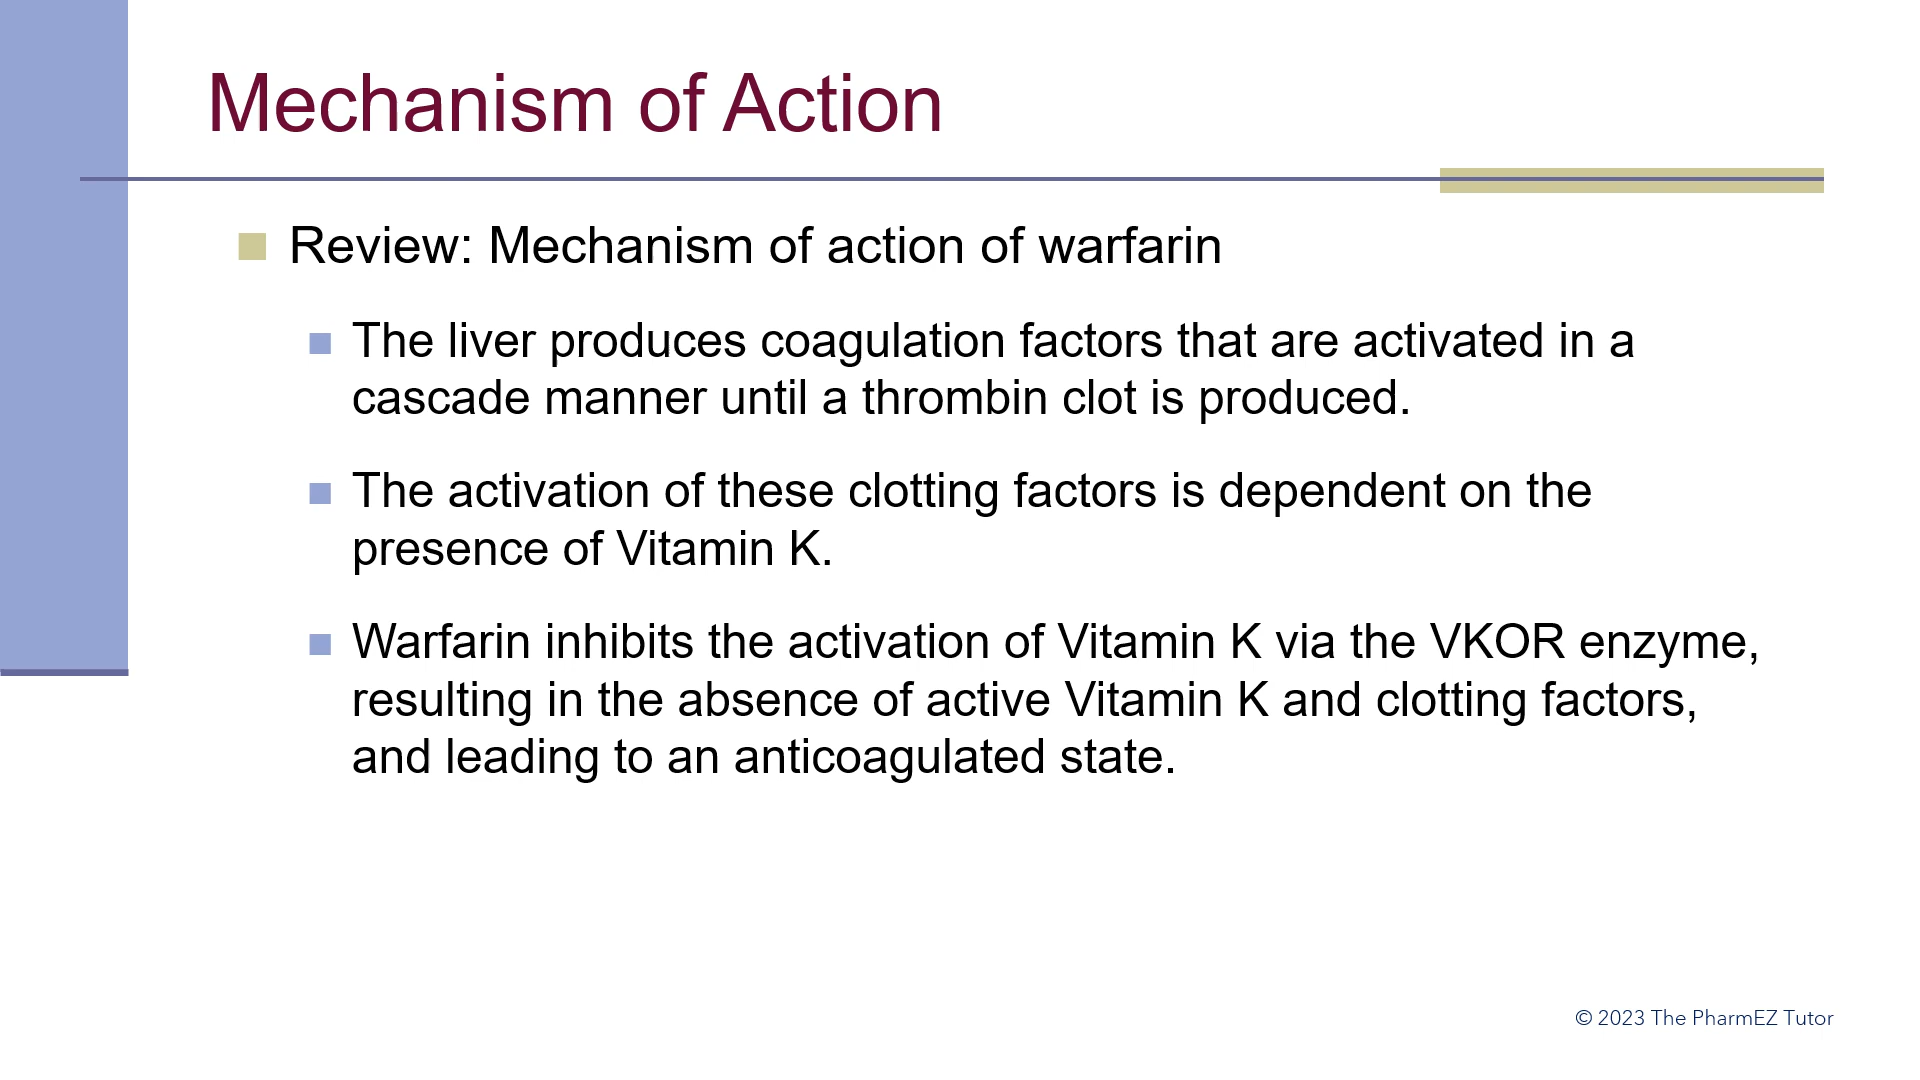 Mechanism of Action
Review: Mechanism of action of warfarin
The liver produces coagulation factors that are activated in a
cascade manner until a thrombin clot is produced.
The activation of these clotting factors is dependent on the
presence of Vitamin K.
Warfarin inhibits the activation of Vitamin K via the VKOR enzyme,
resulting in the absence of active Vitamin K and clotting factors,
and leading to an anticoagulated state.
© 2023 The PharmEZ Tutor